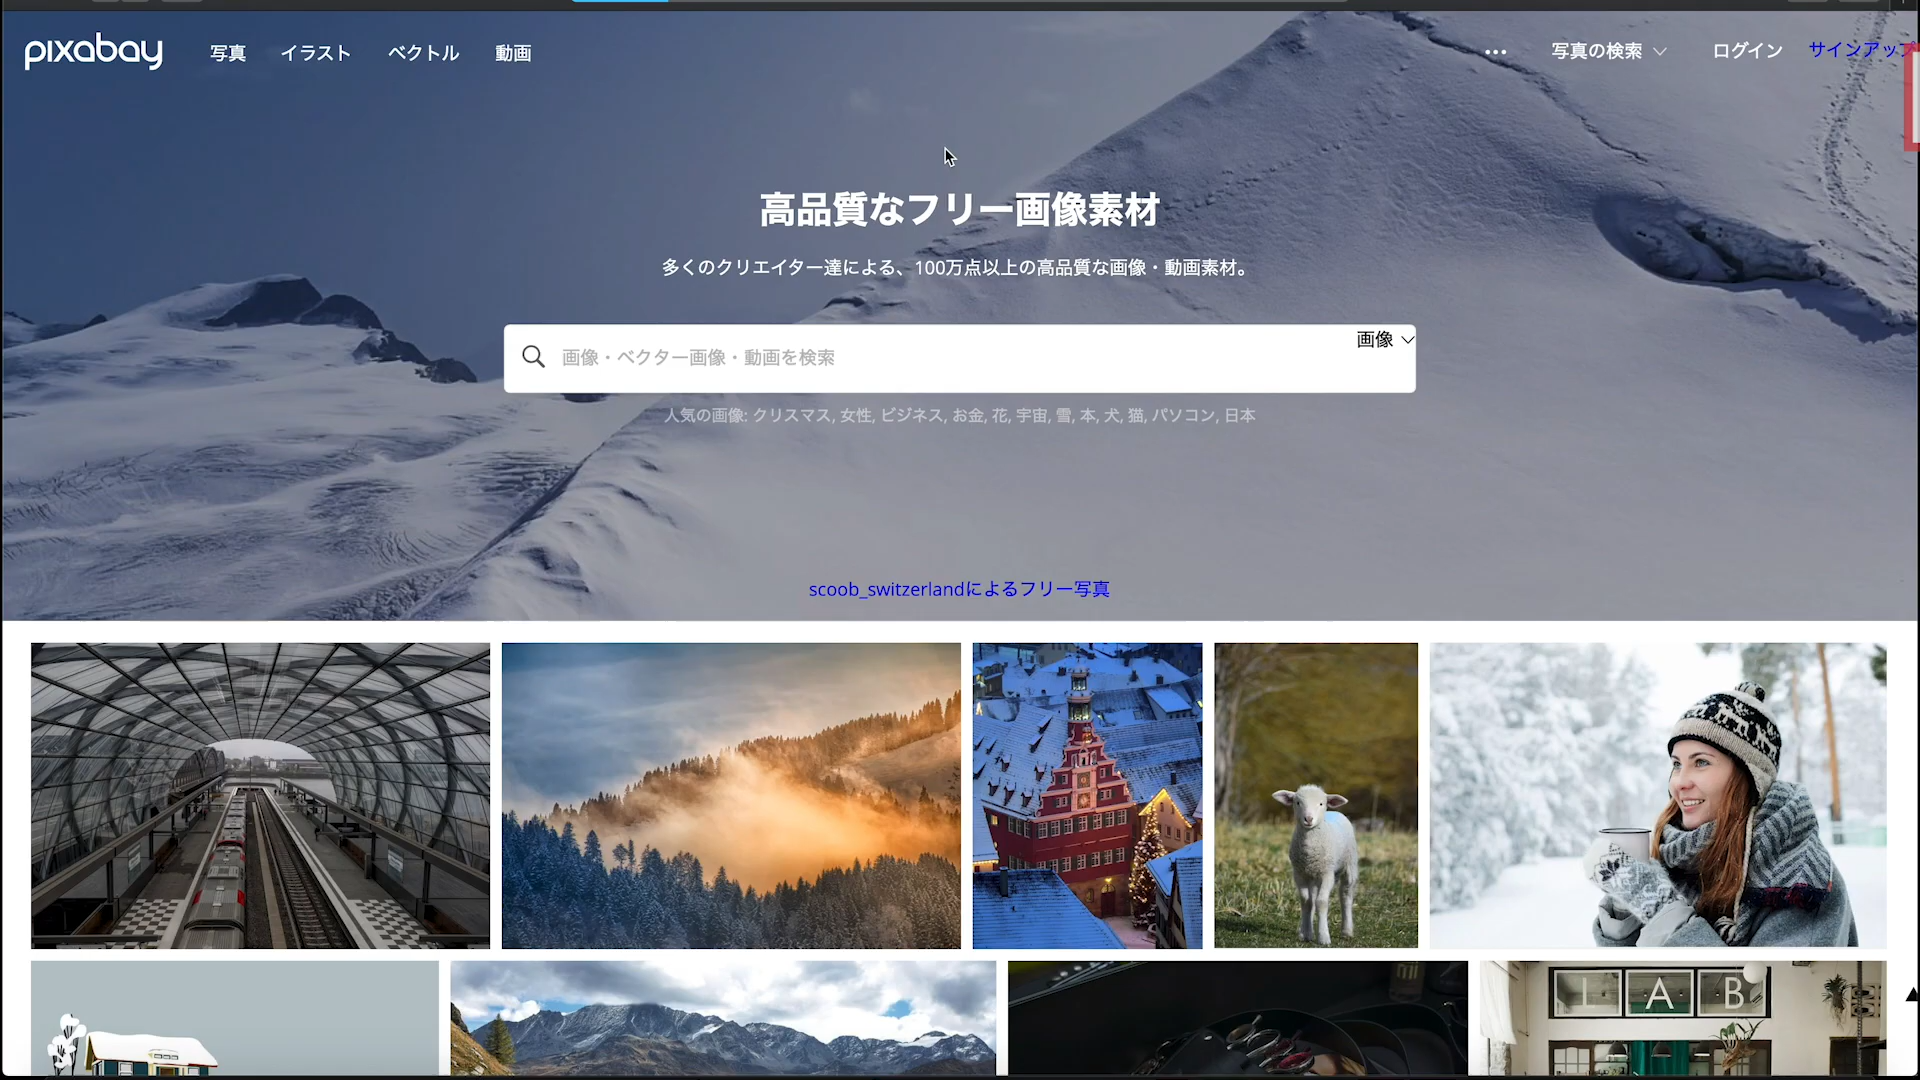 pixabay 写真 イラスト ベクトル 動画 ••• 写真の検索 ログイン サインアップ
高品質なフリー画像素材
多くのクリエイター達による、100万点以上の高品質な画像・動画素材。
画像・ベクター画像・動画を検索 画像
人気の画像: クリスマス, 女性, ビジネス, お金, 花, 宇宙, 雪, 本, 犬, 猫, パソコン, 日本
scoob_switzerlandによるフリー写真
L A B